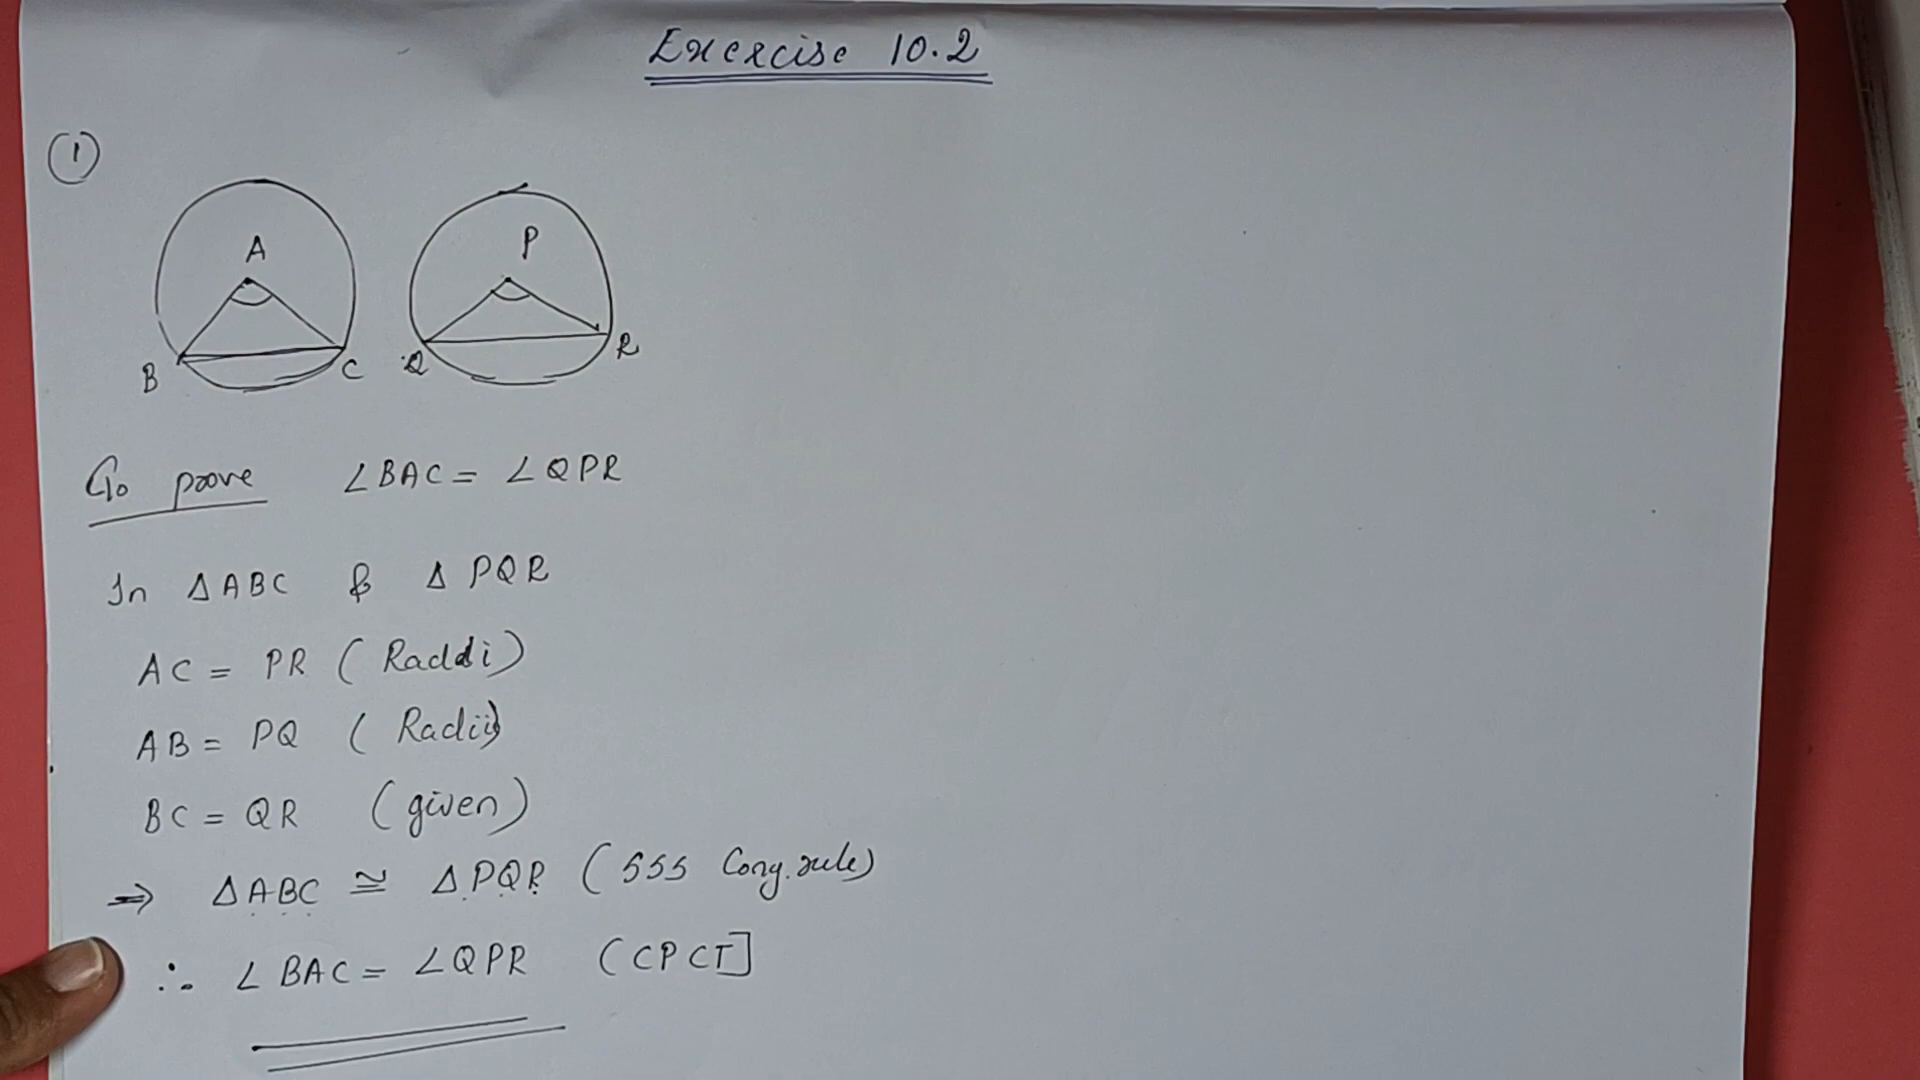 Exercise 10.2
1
A
P
B
C
Q
R
To prove ∠BAC = ∠QPR
In ΔABC & ΔPQR
AC = PR (Raddi)
AB = PQ (Radii)
BC = QR (given)
⇒ ΔABC ≅ ΔPQR (SSS Cong. rule)
∴ ∠BAC = ∠QPR (CPCT]